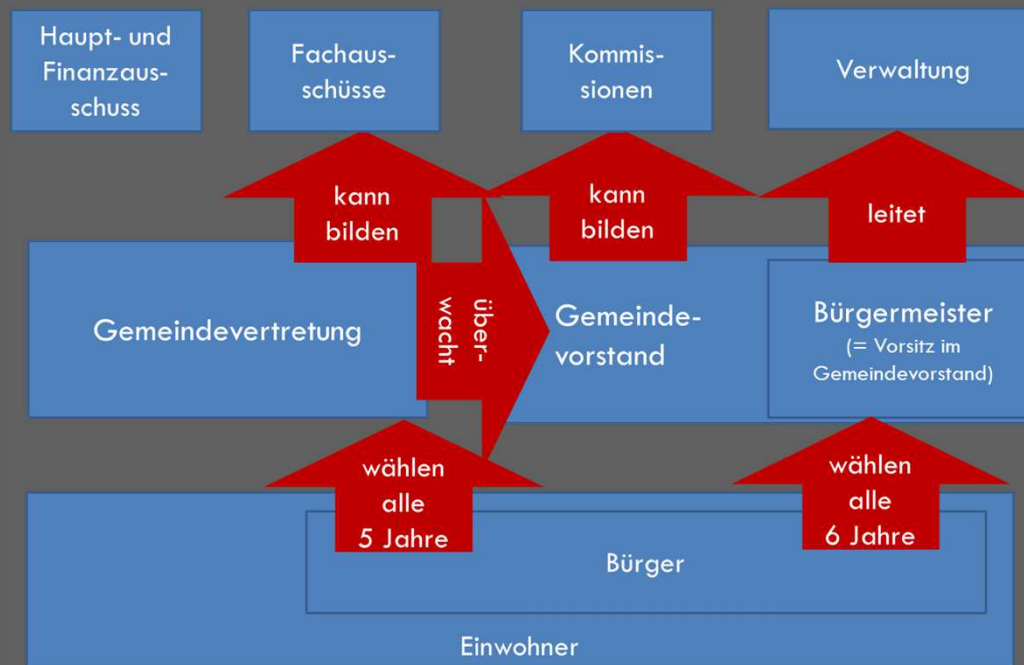 Haupt- und
Finanzaus-
schuss
Fachaus-
schüsse
Kommis-
sionen
Verwaltung
kann
bilden
kann
bilden
leitet
Gemeindevertretung
über-
wacht
Gemeinde-
vorstand
Bürgermeister
(= Vorsitz im
Gemeindevorstand)
wählen
alle
5 Jahre
wählen
alle
6 Jahre
Bürger
Einwohner